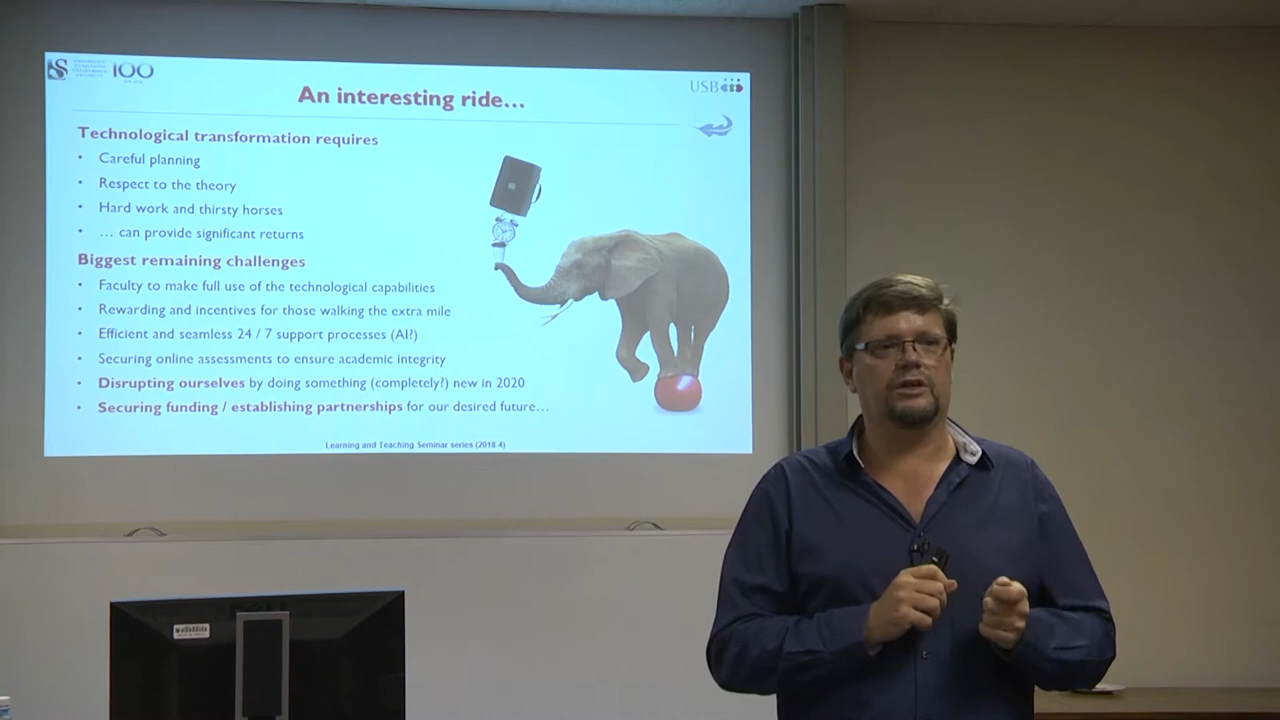 100
USB
An interesting ride...
Technological transformation requires
• Careful planning
• Respect to the theory
• Hard work and thirsty horses
• ... can provide significant returns
Biggest remaining challenges
• Faculty to make full use of the technological capabilities
• Rewarding and incentives for those walking the extra mile
• Efficient and seamless 24 / 7 support processes (AI?)
• Securing online assessments to ensure academic integrity
• Disrupting ourselves by doing something (completely?) new in 2020
• Securing funding / establishing partnerships for our desired future...
Learning and Teaching Seminar series (2018-4)